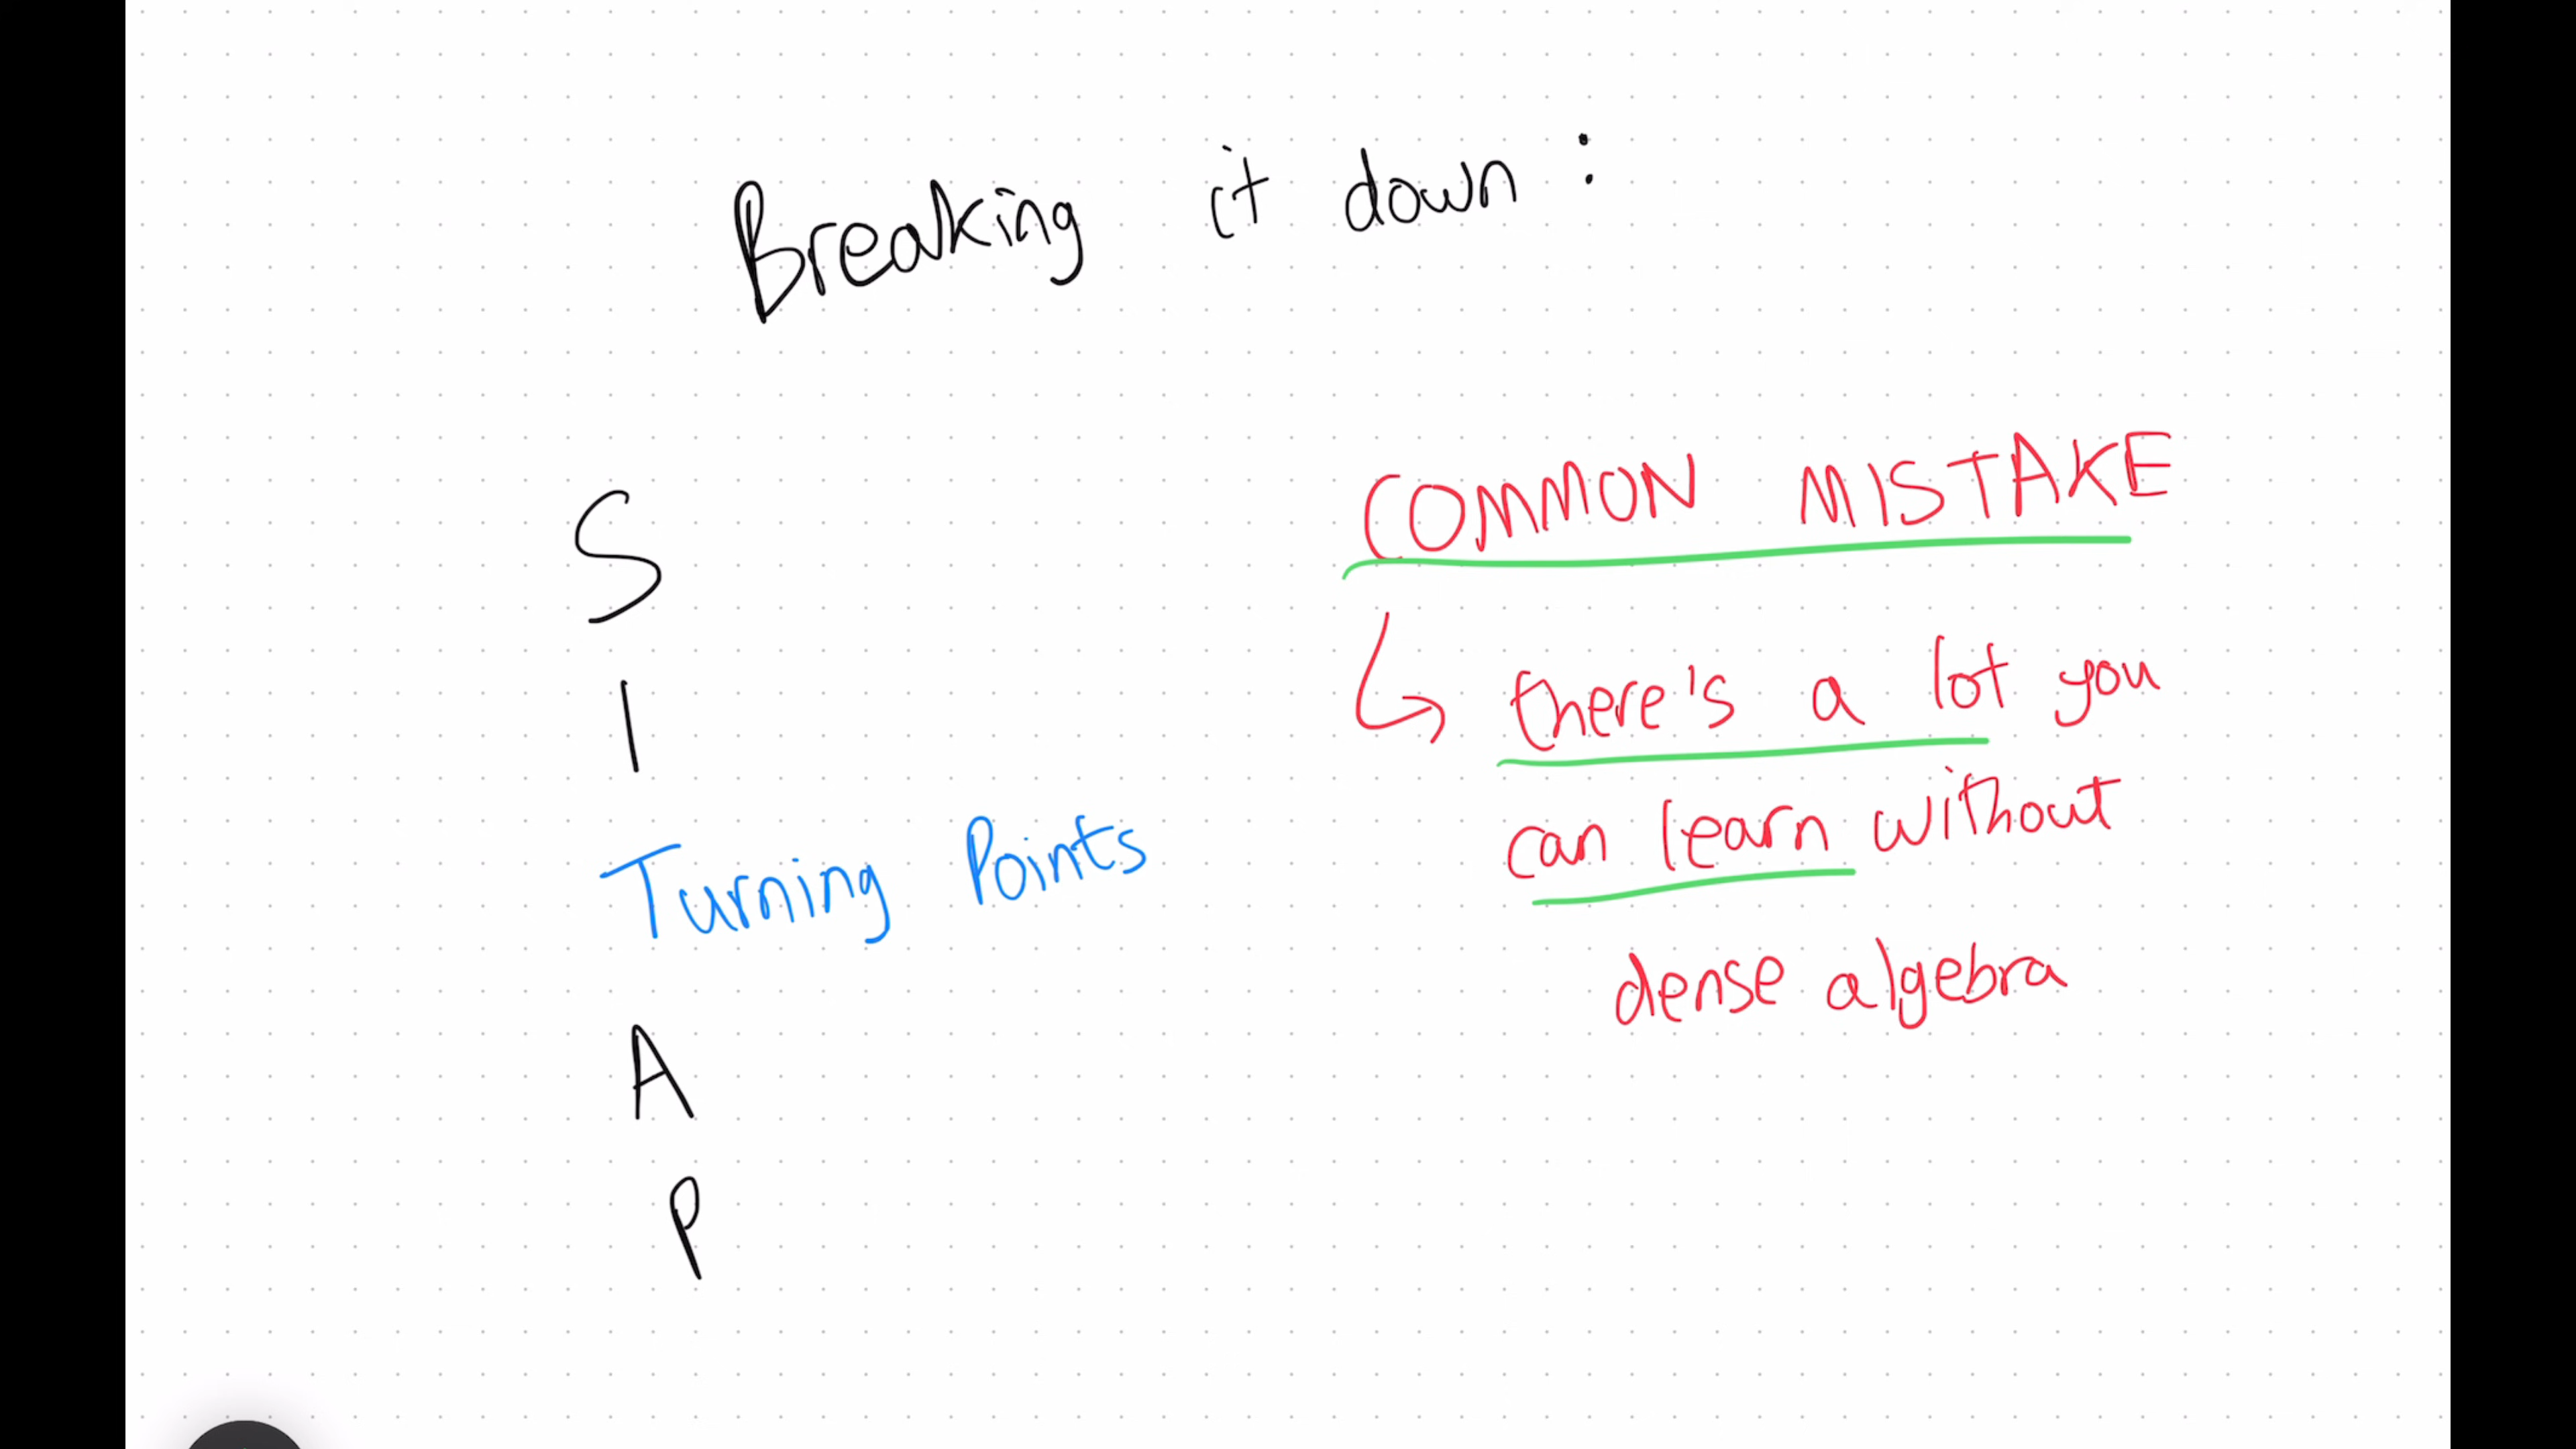 Breaking it down :
S
I
Turning Points
A
P
COMMON MISTAKE
there's a lot you
can learn without
dense algebra